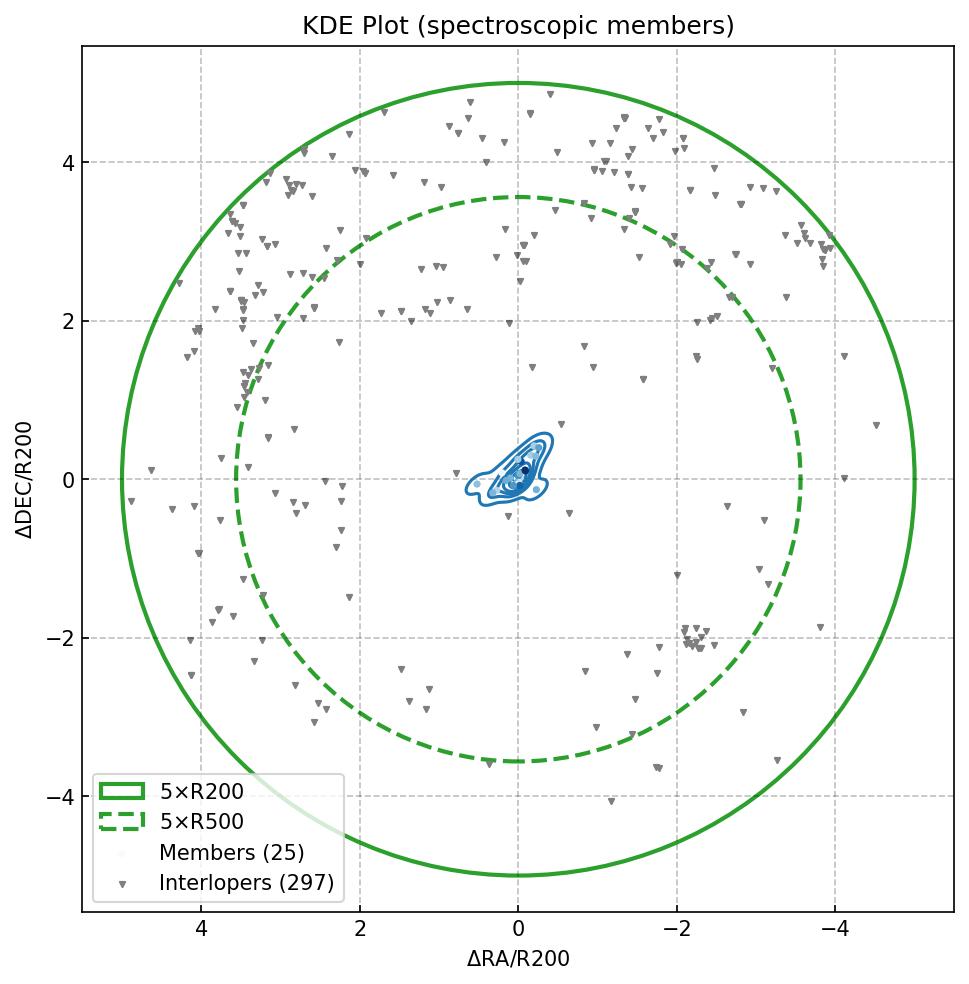 KDE Plot (spectroscopic members)
4
2
0
−2
−4
ΔDEC/R200
5×R200
5×R500
Members (25)
Interlopers (297)
4
2
0
−2
−4
ΔRA/R200